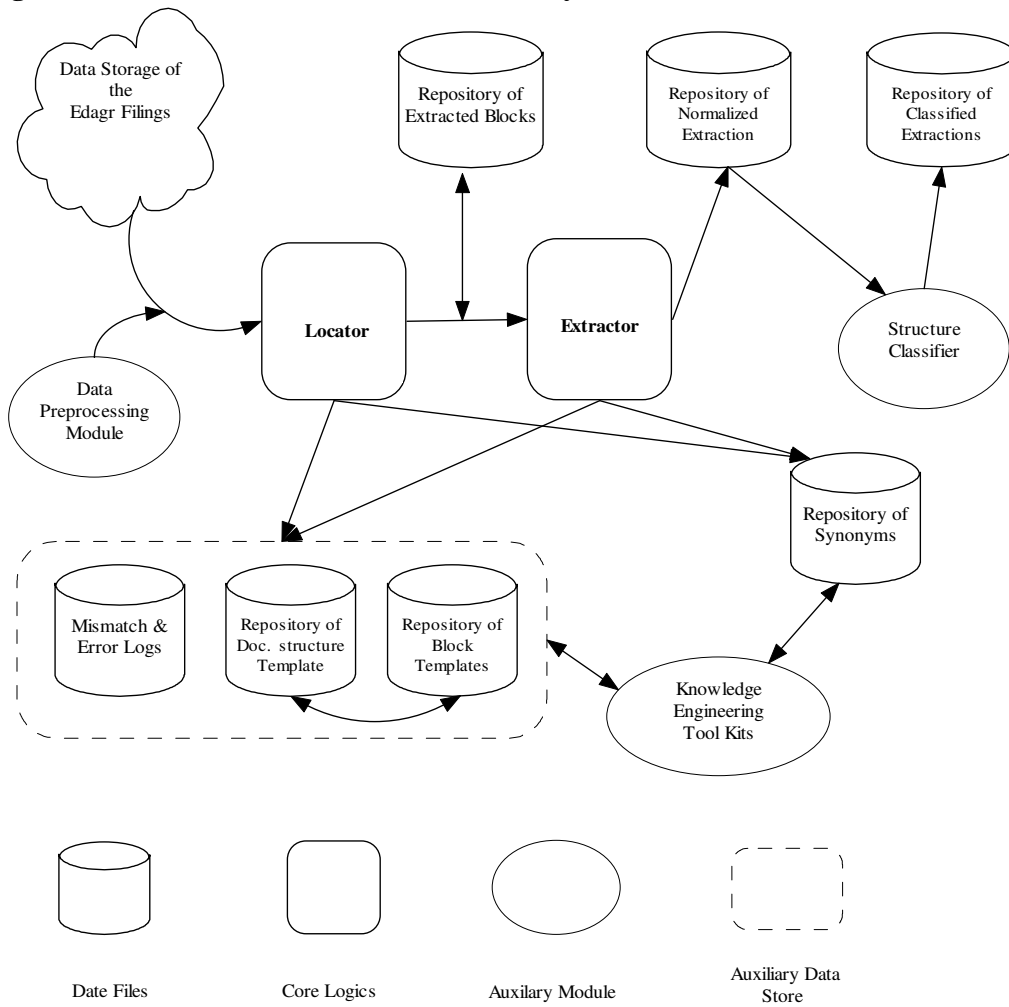 Data Storage of
the
Edagr Filings
Repository of
Extracted Blocks
Repository of
Normalized
Extraction
Repository of
Classified
Extractions
Locator
Extractor
Structure
Classifier
Data
Preprocessing
Module
Repository of
Synonyms
Mismatch &
Error Logs
Repository of
Doc. structure
Template
Repository of
Block
Templates
Knowledge
Engineering
Tool Kits
Date Files
Core Logics
Auxilary Module
Auxiliary Data
Store